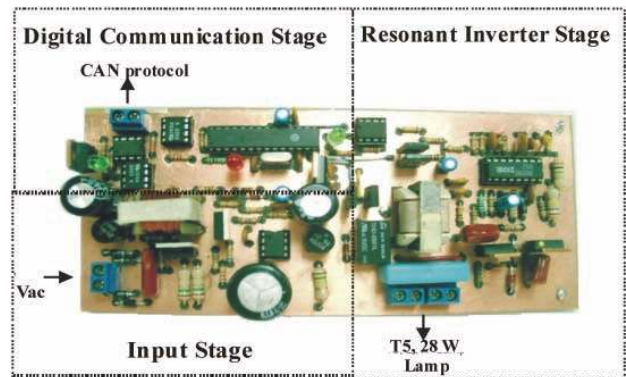 Digital Communication Stage
Resonant Inverter Stage
CAN protocol
Vac
Input Stage
T5, 28 W
Lamp